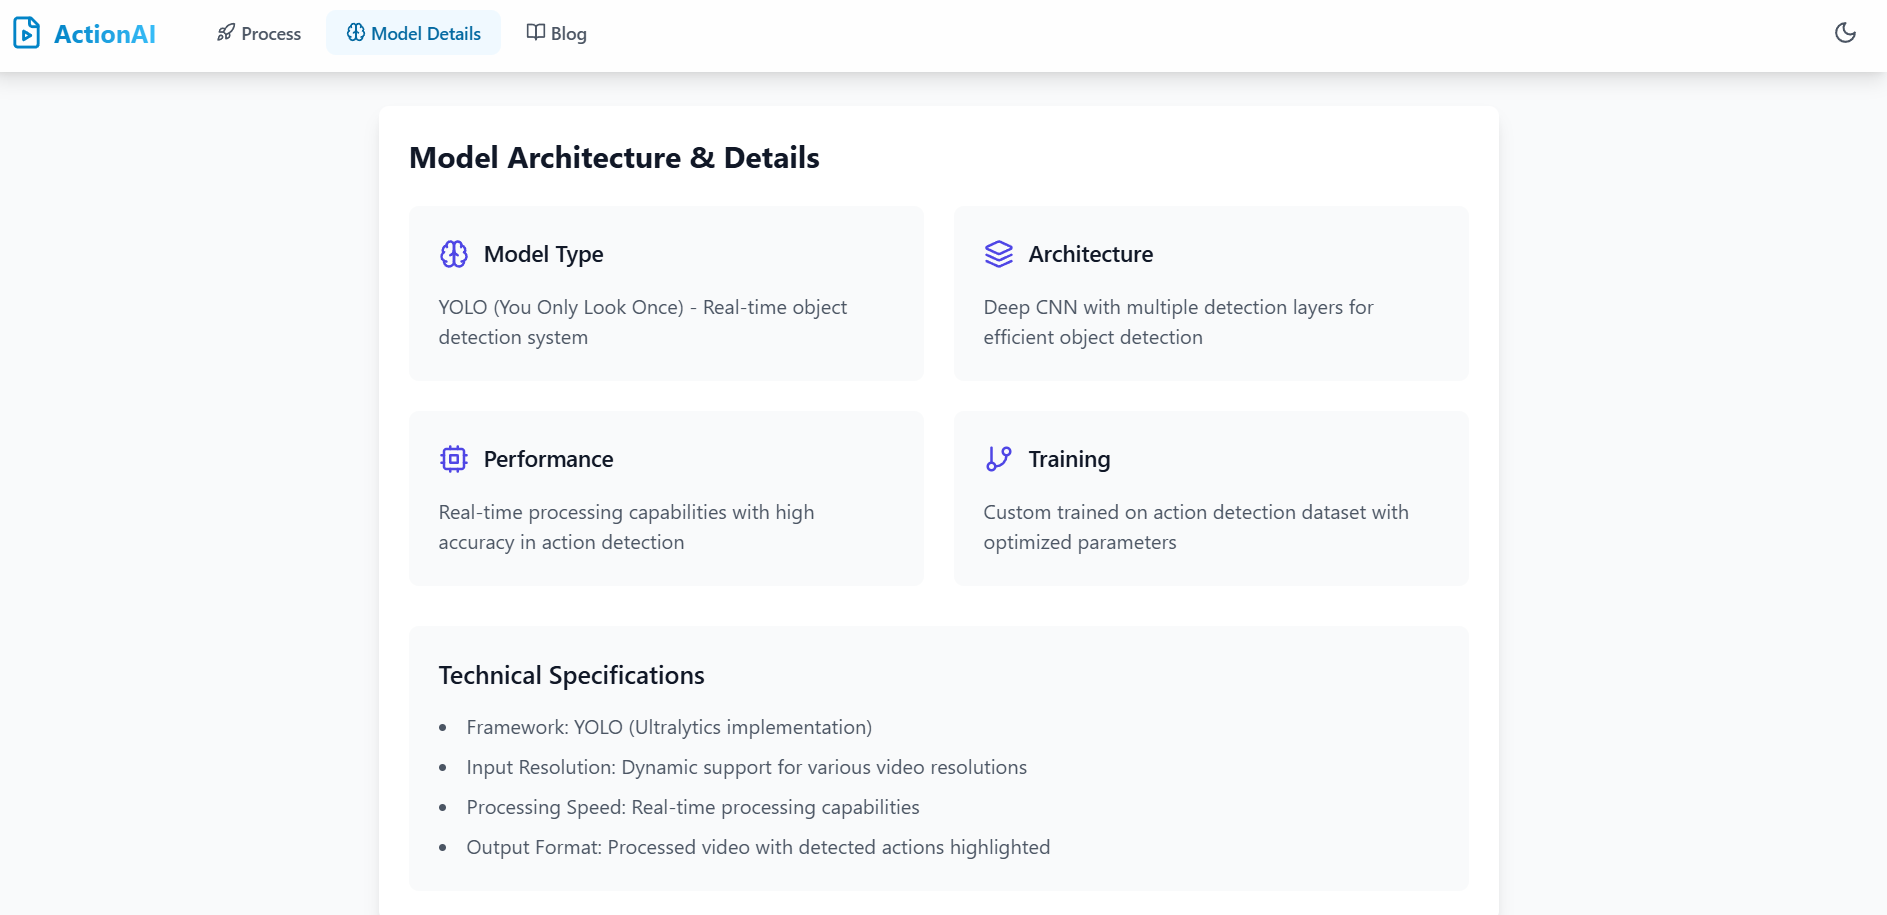 ActionAI
Process
Model Details
Blog
Model Architecture & Details
Model Type
YOLO (You Only Look Once) - Real-time object
detection system
Architecture
Deep CNN with multiple detection layers for
efficient object detection
Performance
Real-time processing capabilities with high
accuracy in action detection
Training
Custom trained on action detection dataset with
optimized parameters
Technical Specifications
• Framework: YOLO (Ultralytics implementation)
• Input Resolution: Dynamic support for various video resolutions
• Processing Speed: Real-time processing capabilities
• Output Format: Processed video with detected actions highlighted